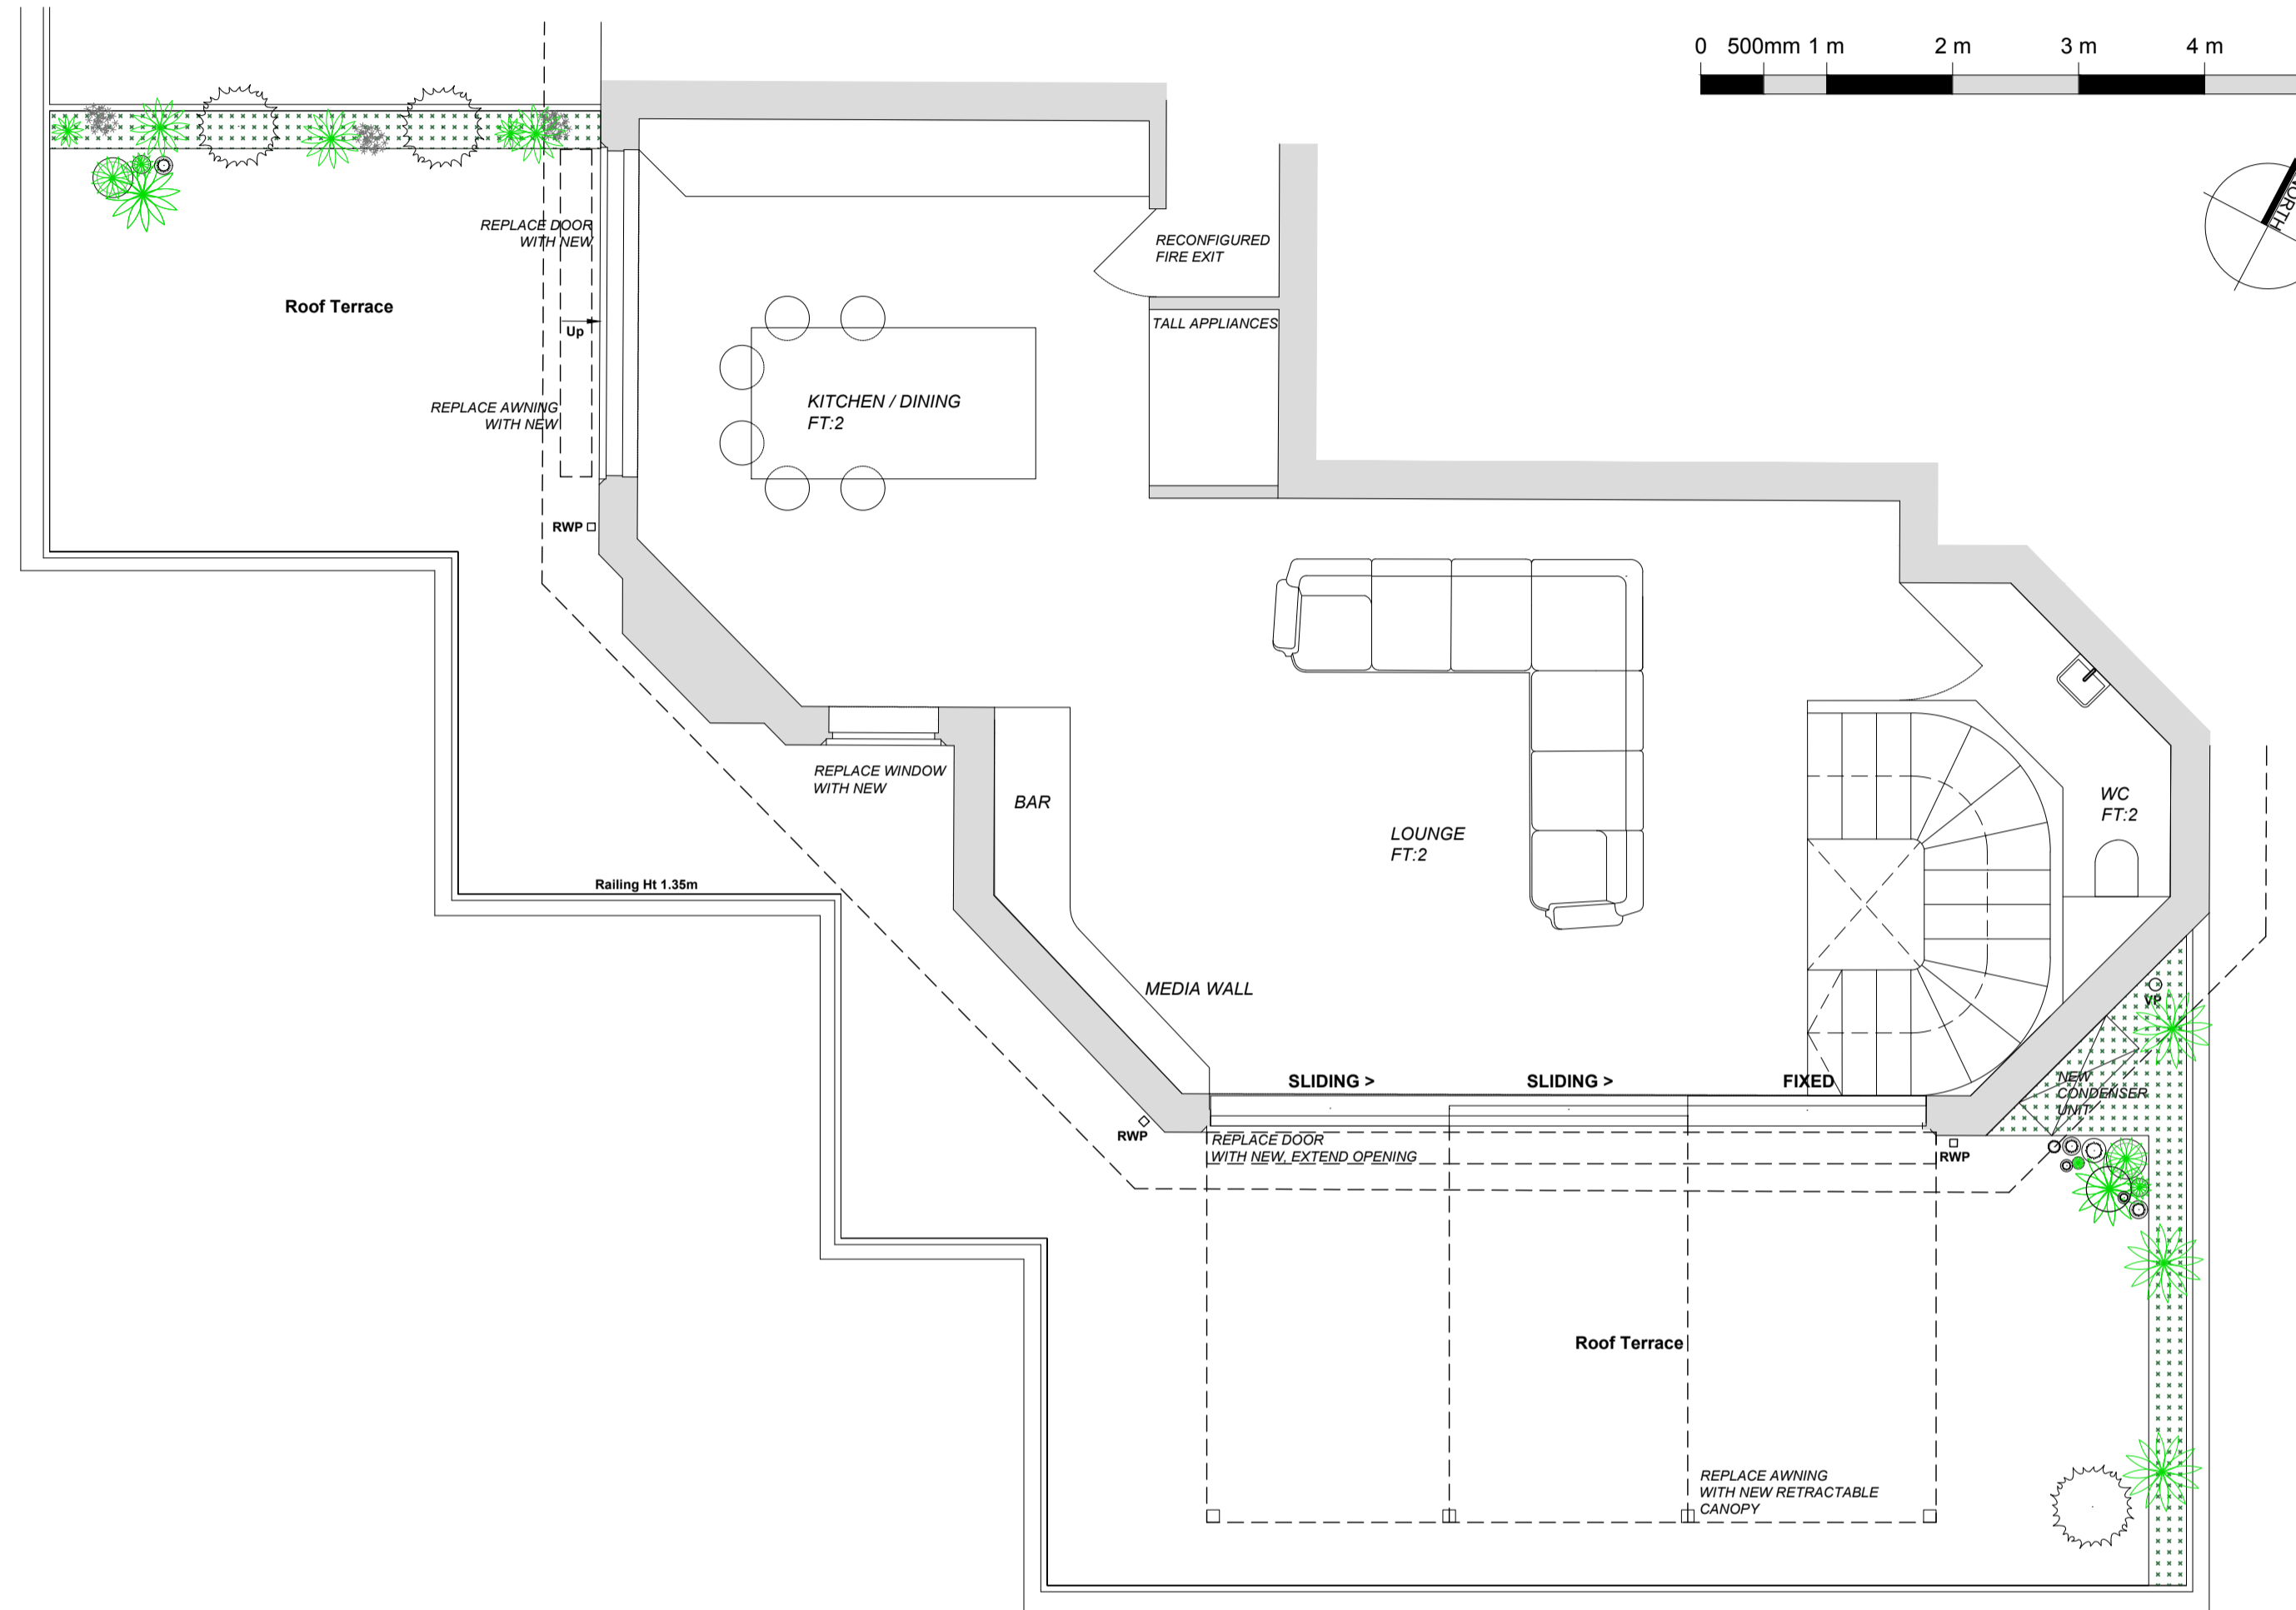 0 500mm 1 m 2 m 3 m 4 m
NORTH
REPLACE DOOR
WITH NEW
RECONFIGURED
FIRE EXIT
Roof Terrace
Up
TALL APPLIANCES
REPLACE AWNING
WITH NEW
KITCHEN / DINING
FT:2
RWP
REPLACE WINDOW
WITH NEW
BAR
LOUNGE
FT:2
WC
FT:2
Railing Ht 1.35m
MEDIA WALL
VP
SLIDING >
SLIDING >
FIXED
NEW
CONDENSER
UNIT
RWP
REPLACE DOOR
WITH NEW, EXTEND OPENING
RWP
Roof Terrace
REPLACE AWNING
WITH NEW RETRACTABLE
CANOPY